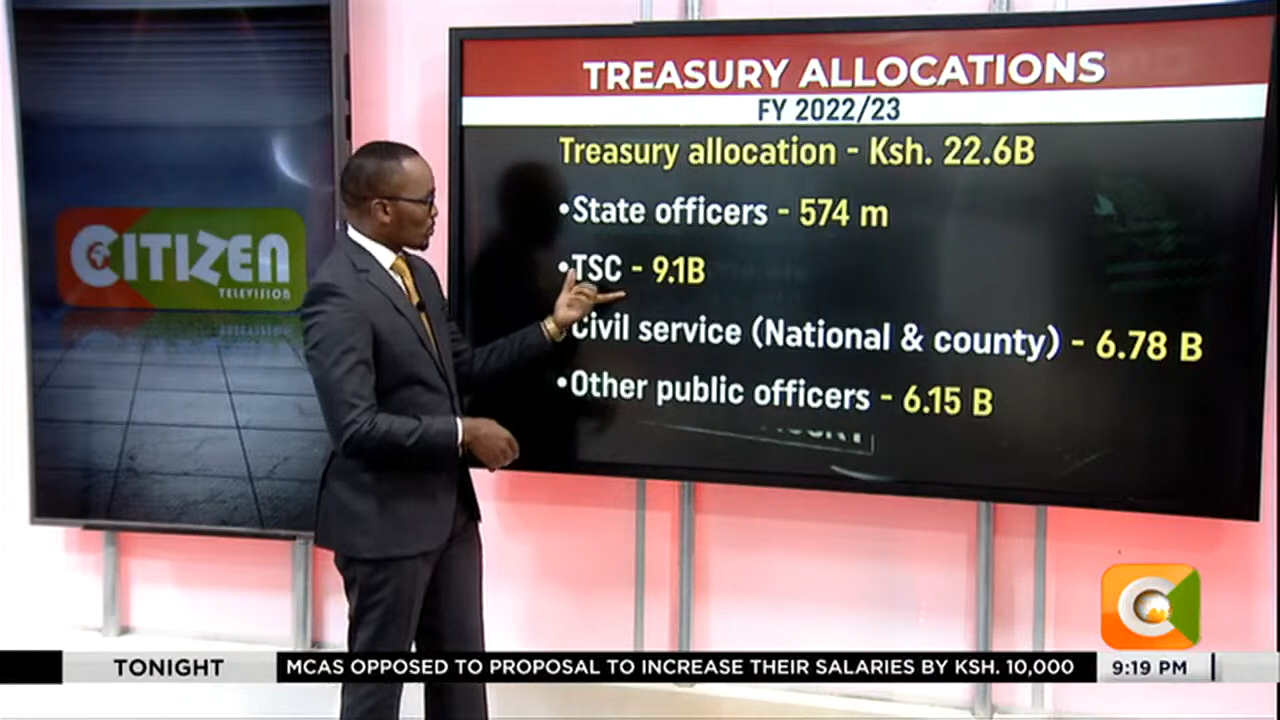 CITIZEN
TELEVISION
TREASURY ALLOCATIONS
FY 2022/23
Treasury allocation - Ksh. 22.6B
•State officers - 574 m
•TSC - 9.1B
Civil service (National & county) - 6.78 B
•Other public officers - 6.15 B
TONIGHT
MCAS OPPOSED TO PROPOSAL TO INCREASE THEIR SALARIES BY KSH. 10,000
9:19 PM